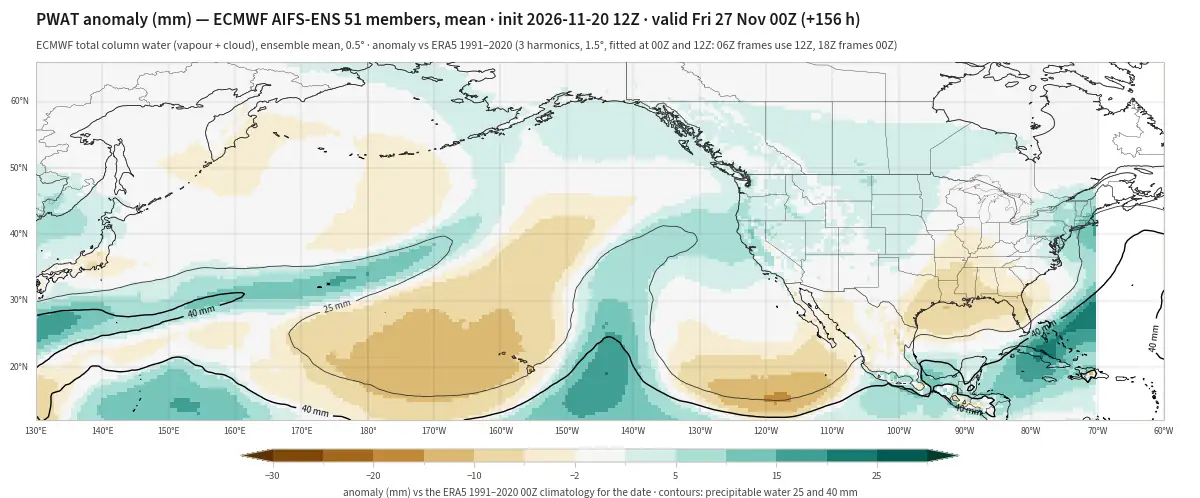 PWAT anomaly (mm) — ECMWF AIFS-ENS 51 members, mean · init 2026-11-20 12Z · valid Fri 27 Nov 00Z (+156 h)
ECMWF total column water (vapour + cloud), ensemble mean, 0.5° · anomaly vs ERA5 1991–2020 (3 harmonics, 1.5°, fitted at 00Z and 12Z: 06Z frames use 12Z, 18Z frames 00Z)
60°N
50°N
40°N
30°N
20°N
40 mm
25 mm
40 mm
40 mm
40 mm
40 mm
130°E 140°E 150°E 160°E 170°E 180° 170°W 160°W 150°W 140°W 130°W 120°W 110°W 100°W 90°W 80°W 70°W 60°W
−30 −20 −10 −2 5 15 25
anomaly (mm) vs the ERA5 1991–2020 00Z climatology for the date · contours: precipitable water 25 and 40 mm